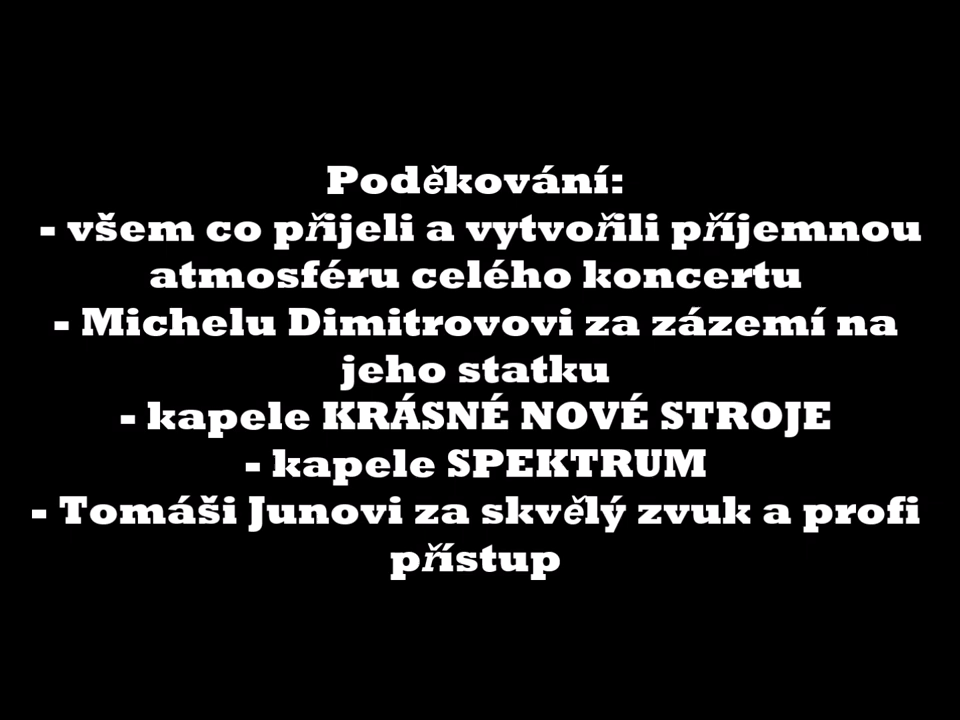 Poděkování:
- všem co přijeli a vytvořili příjemnou
atmosféru celého koncertu
- Michelu Dimitrovovi za zázemí na
jeho statku
- kapele KRÁSNÉ NOVÉ STROJE
- kapele SPEKTRUM
- Tomáši Junovi za skvělý zvuk a profi
přístup